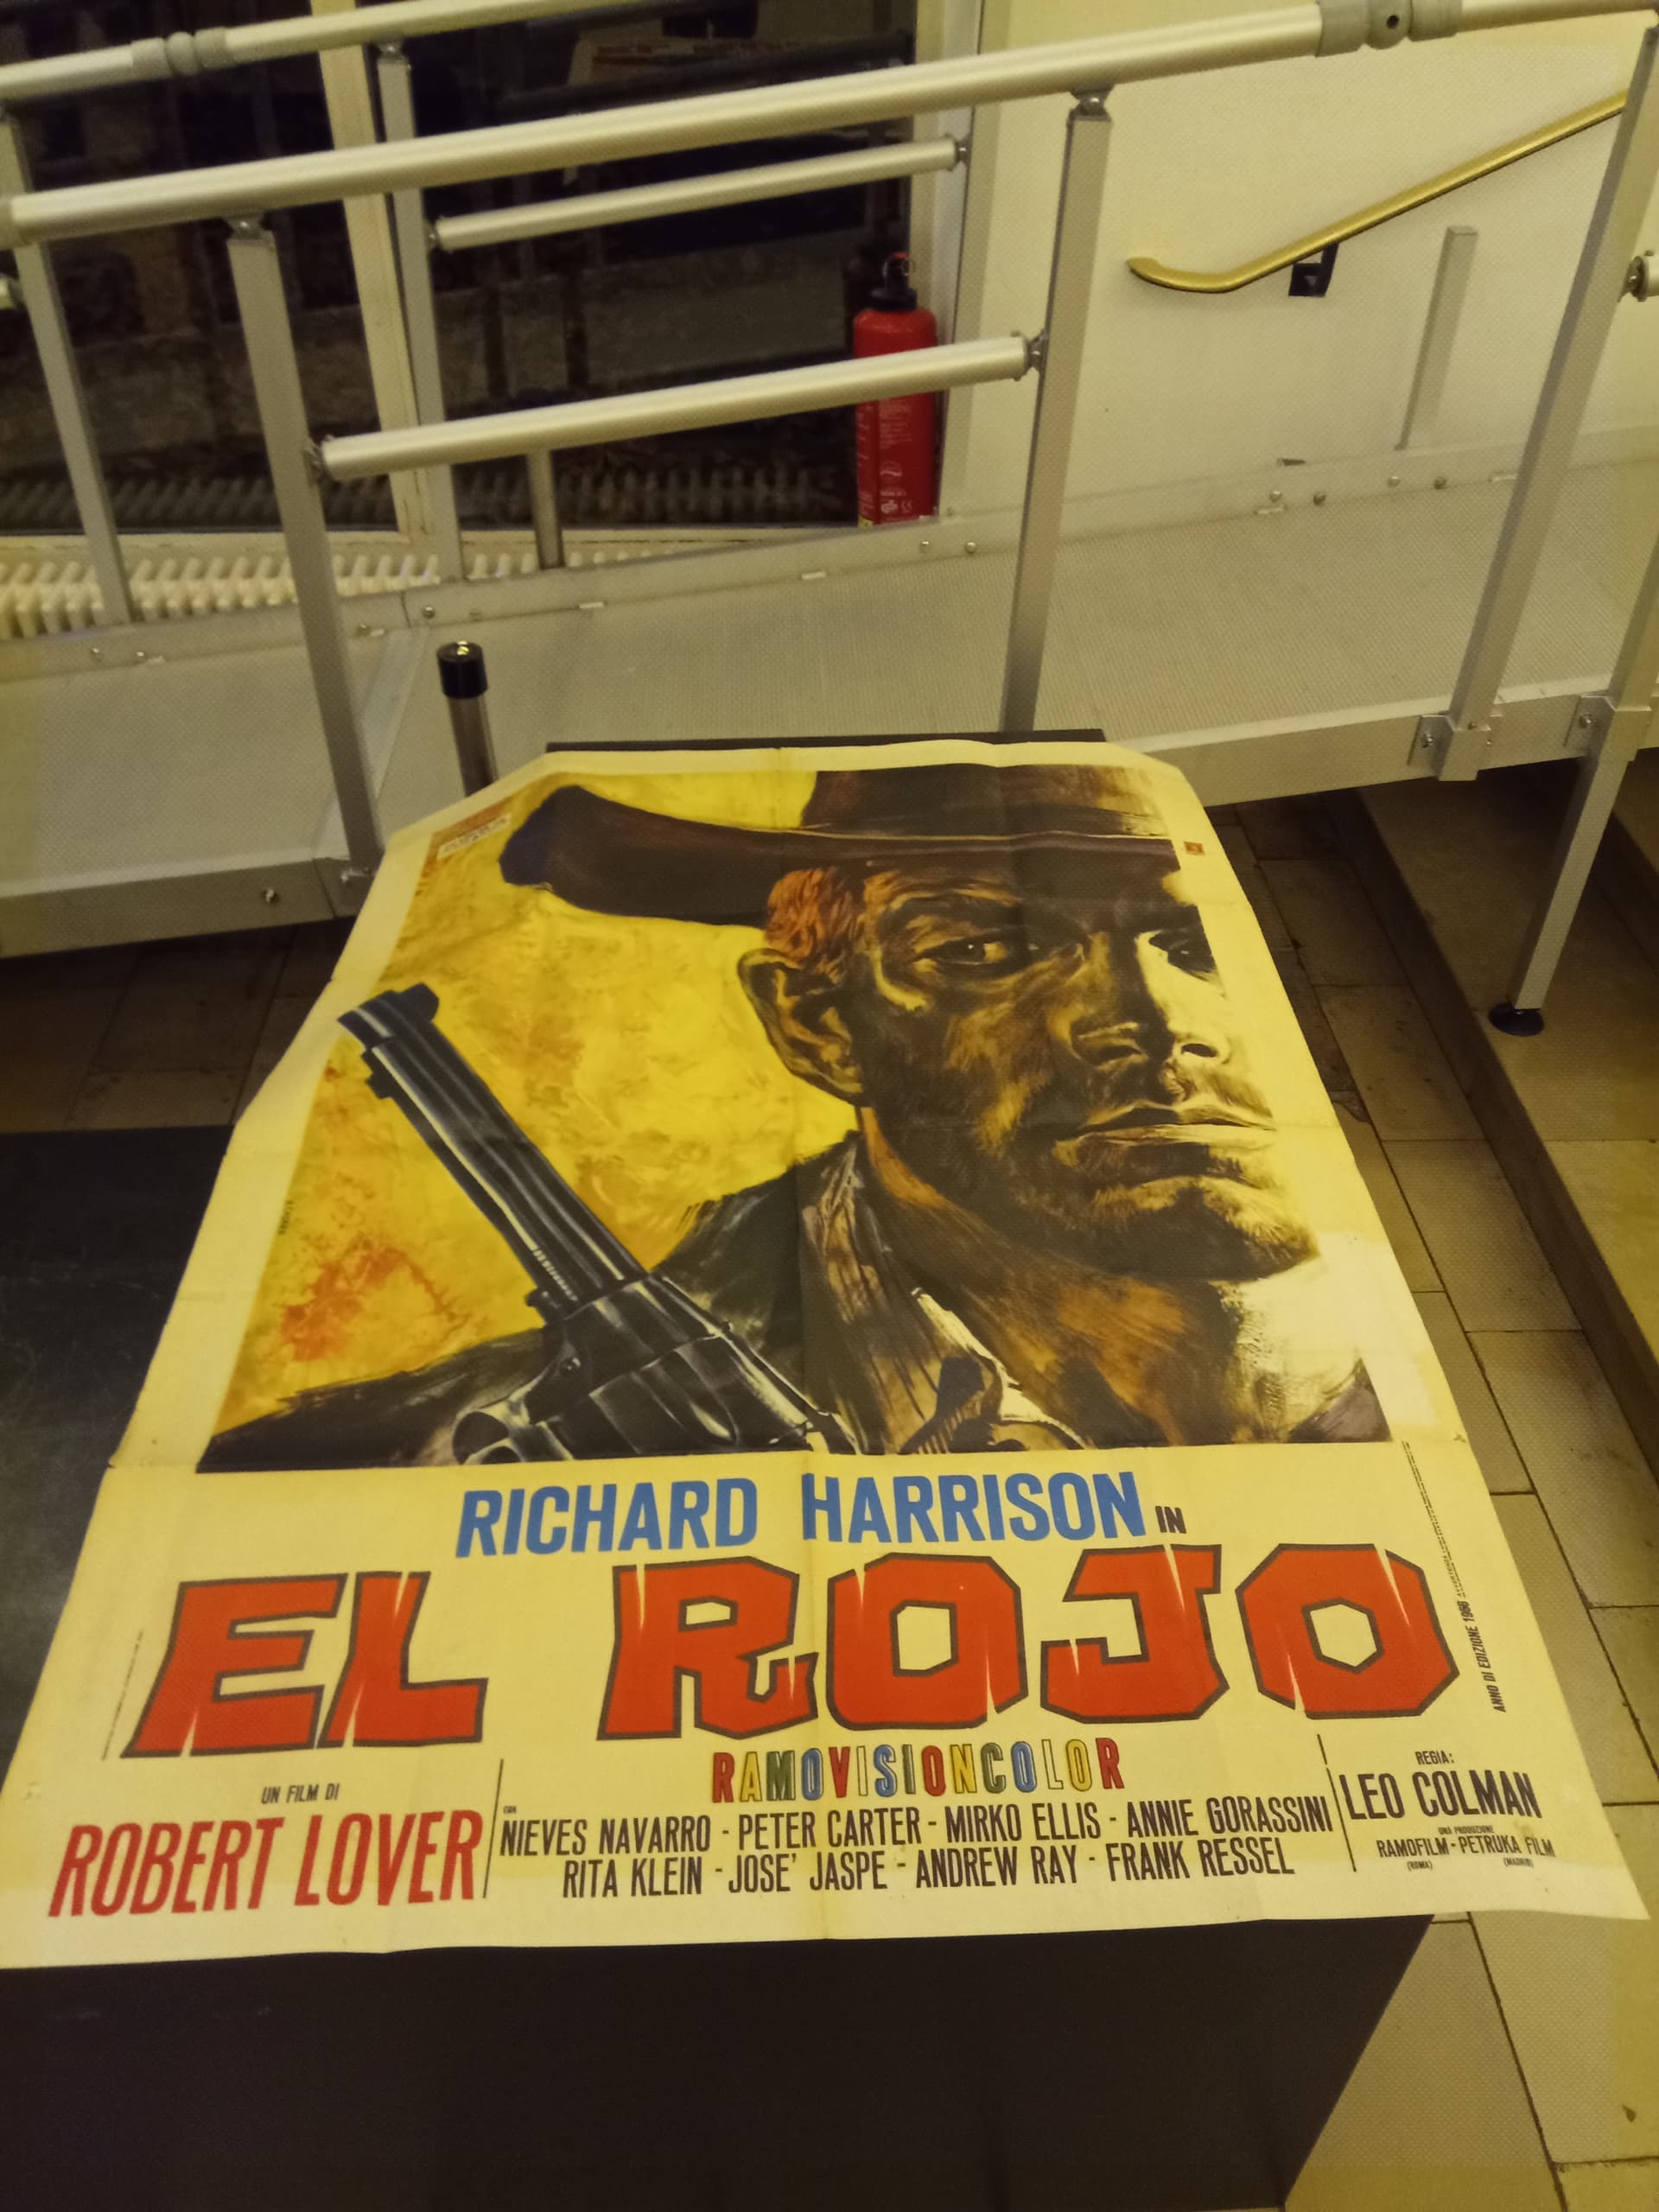 RICHARD HARRISON IN
EL ROJO
RAMOVISIONCOLOR
UN FILM DI
ROBERT LOVER
CON
NIEVES NAVARRO - PETER CARTER - MIRKO ELLIS - ANNIE GORASSINI
RITA KLEIN - JOSE' JASPE - ANDREW RAY - FRANK RESSEL
REGIA:
LEO COLMAN
UNA PRODUZIONE
RAMOFILM - PETRUKA FILM
(ROMA) (MADRID)
ANNO DI EDIZIONE 1966